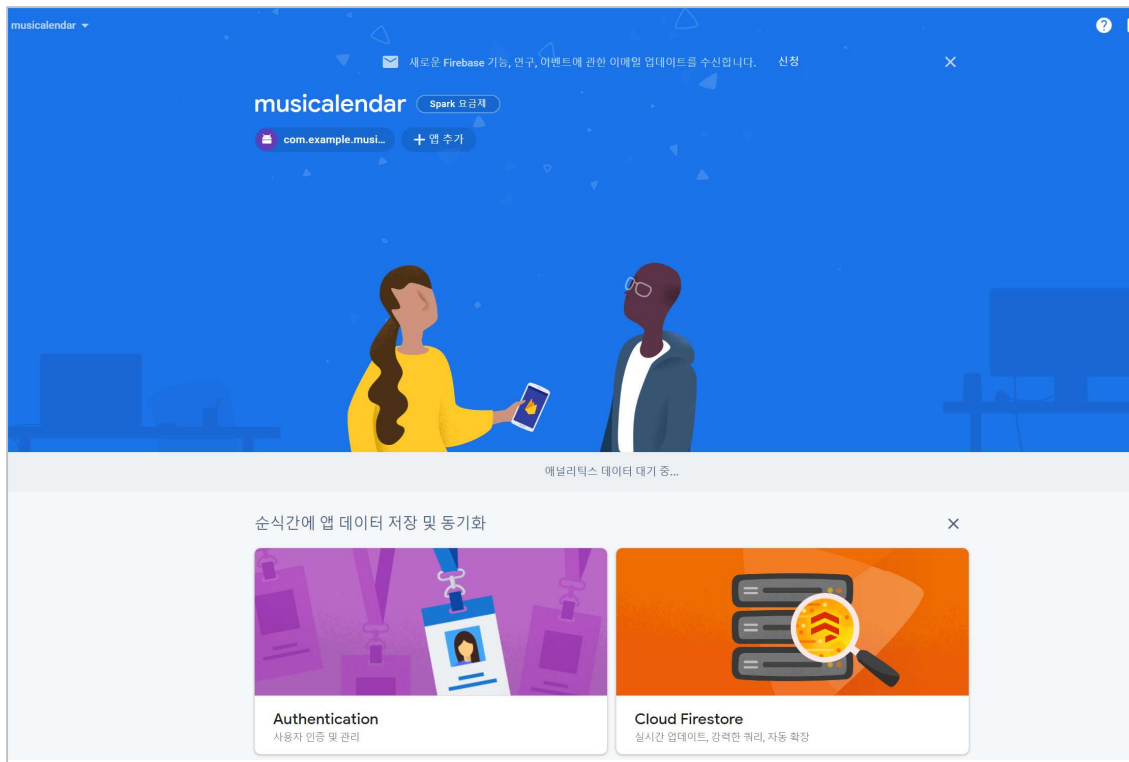 musicalendar
새로운 Firebase 기능, 연구, 이벤트에 관한 이메일 업데이트를 수신합니다. 신청
musicalendar Spark 요금제
com.example.musi... + 앱 추가
애널리틱스 데이터 대기 중...
순식간에 앱 데이터 저장 및 동기화
Authentication
사용자 인증 및 관리
Cloud Firestore
실시간 업데이트, 강력한 쿼리, 자동 확장